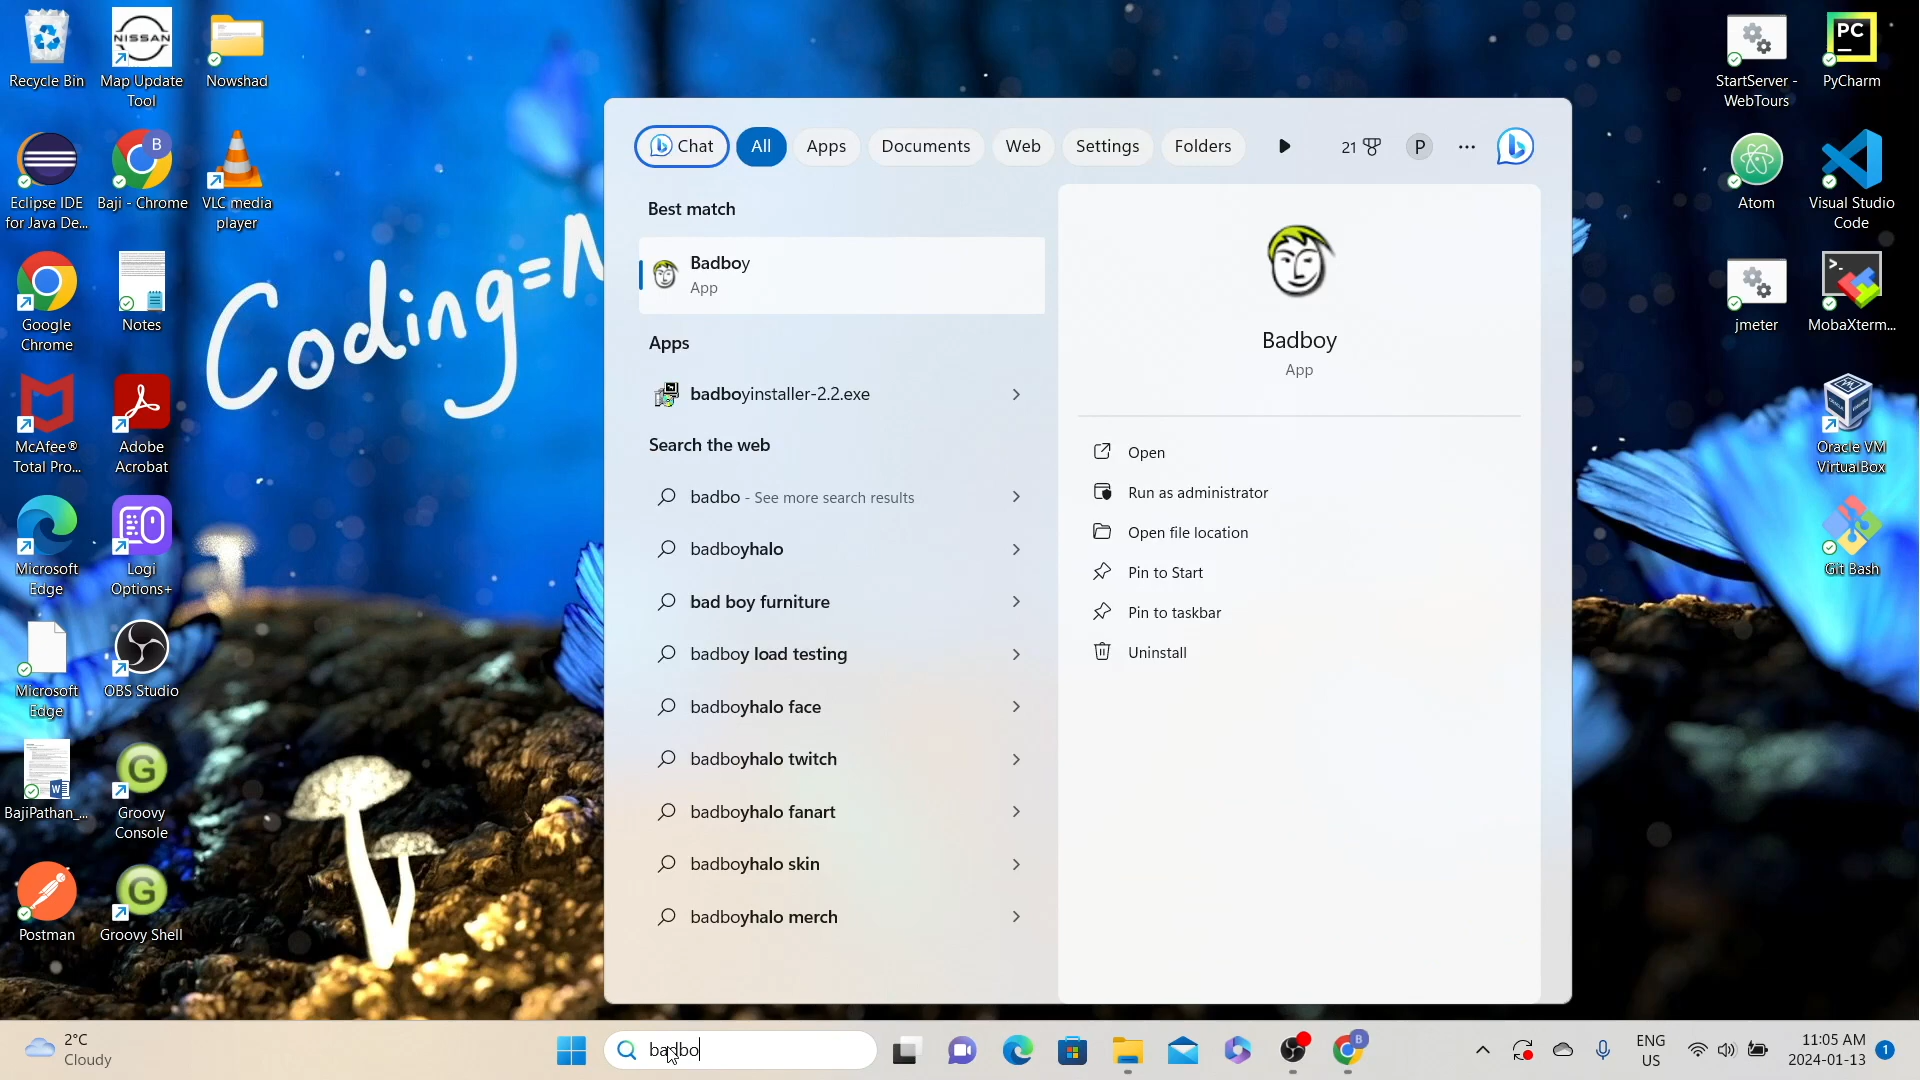 Recycle Bin
Map Update
Tool
Nowshad
Eclipse IDE
for Java De...
Baji - Chrome
VLC media
player
Google
Chrome
Notes
McAfee®
Total Pro...
Adobe
Acrobat
Microsoft
Edge
Logi
Options+
Microsoft
Edge
OBS Studio
BajiPathan_...
Groovy
Console
Postman
Groovy Shell
NISSAN
B
G
G
W
Coding=N
Chat
All
Apps
Documents
Web
Settings
Folders
21
P
Best match
Badboy
App
Apps
badboyinstaller-2.2.exe
Search the web
badbo - See more search results
badboyhalo
bad boy furniture
badboy load testing
badboyhalo face
badboyhalo twitch
badboyhalo fanart
badboyhalo skin
badboyhalo merch
Badboy
App
Open
Run as administrator
Open file location
Pin to Start
Pin to taskbar
Uninstall
StartServer -
WebTours
PC
PyCharm
Atom
Visual Studio
Code
jmeter
MobaXterm...
Oracle VM
VirtualBox
Git Bash
2°C
Cloudy
badbo
B
ENG
US
11:05 AM
2024-01-13
1